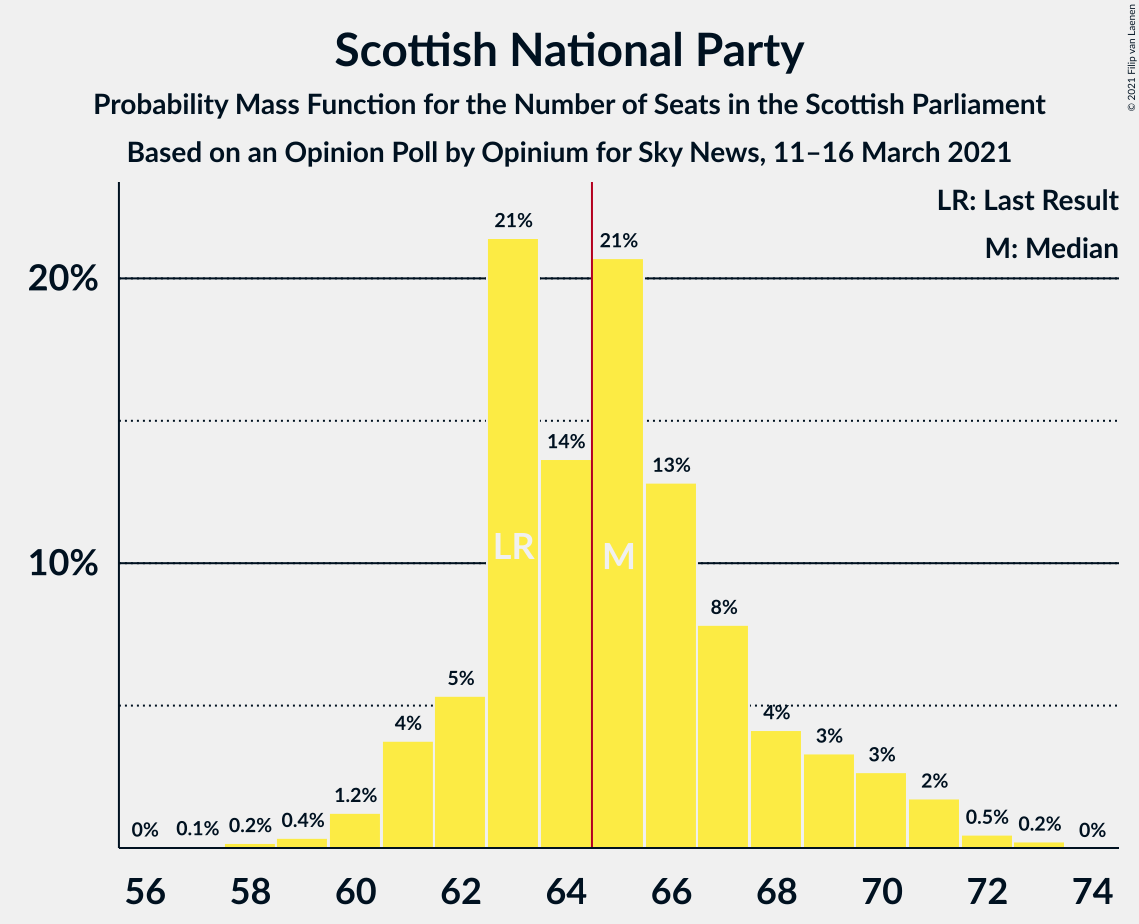 Scottish National Party
Probability Mass Function for the Number of Seats in the Scottish Parliament
Based on an Opinion Poll by Opinium for Sky News, 11–16 March 2021
© 2021 Filip van Laenen
LR: Last Result
M: Median
20%
10%
0%
0.1%
0.2%
0.4%
1.2%
4%
5%
21%
14%
21%
13%
8%
4%
3%
3%
2%
0.5%
0.2%
0%
LR
M
56 58 60 62 64 66 68 70 72 74